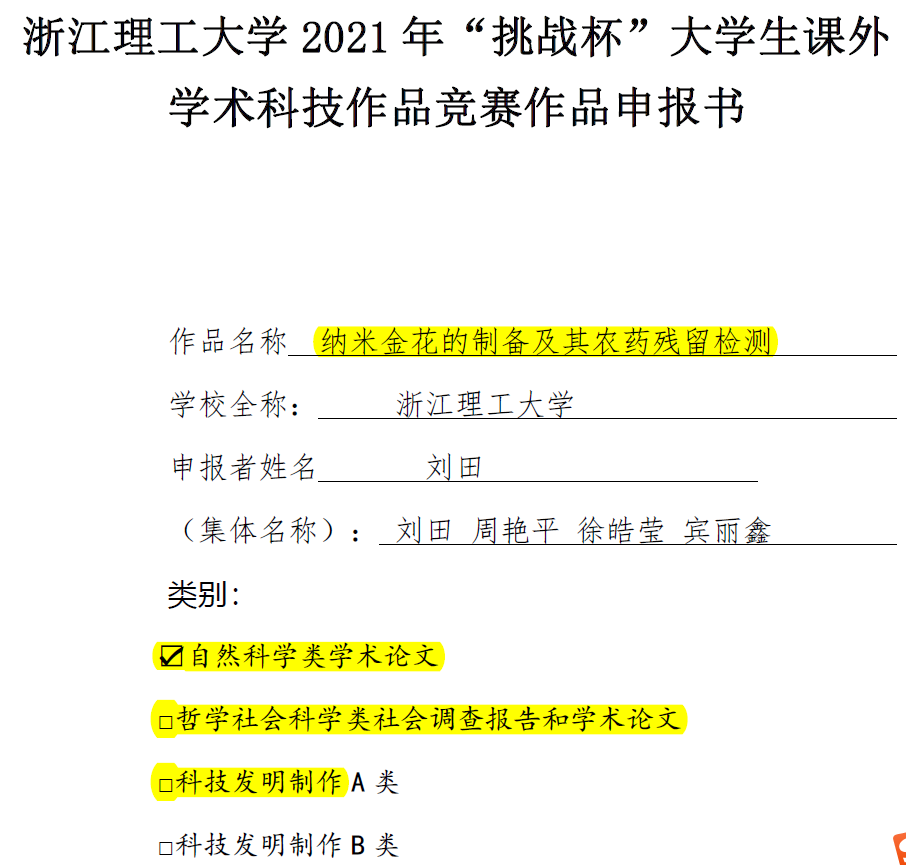 浙江理工大学 2021 年“挑战杯”大学生课外
学术科技作品竞赛作品申报书
作品名称 纳米金花的制备及其农药残留检测
学校全称： 浙江理工大学
申报者姓名 刘田
（集体名称）： 刘田 周艳平 徐皓莹 宾丽鑫
类别：
☑自然科学类学术论文
□哲学社会科学类社会调查报告和学术论文
□科技发明制作 A 类
□科技发明制作 B 类